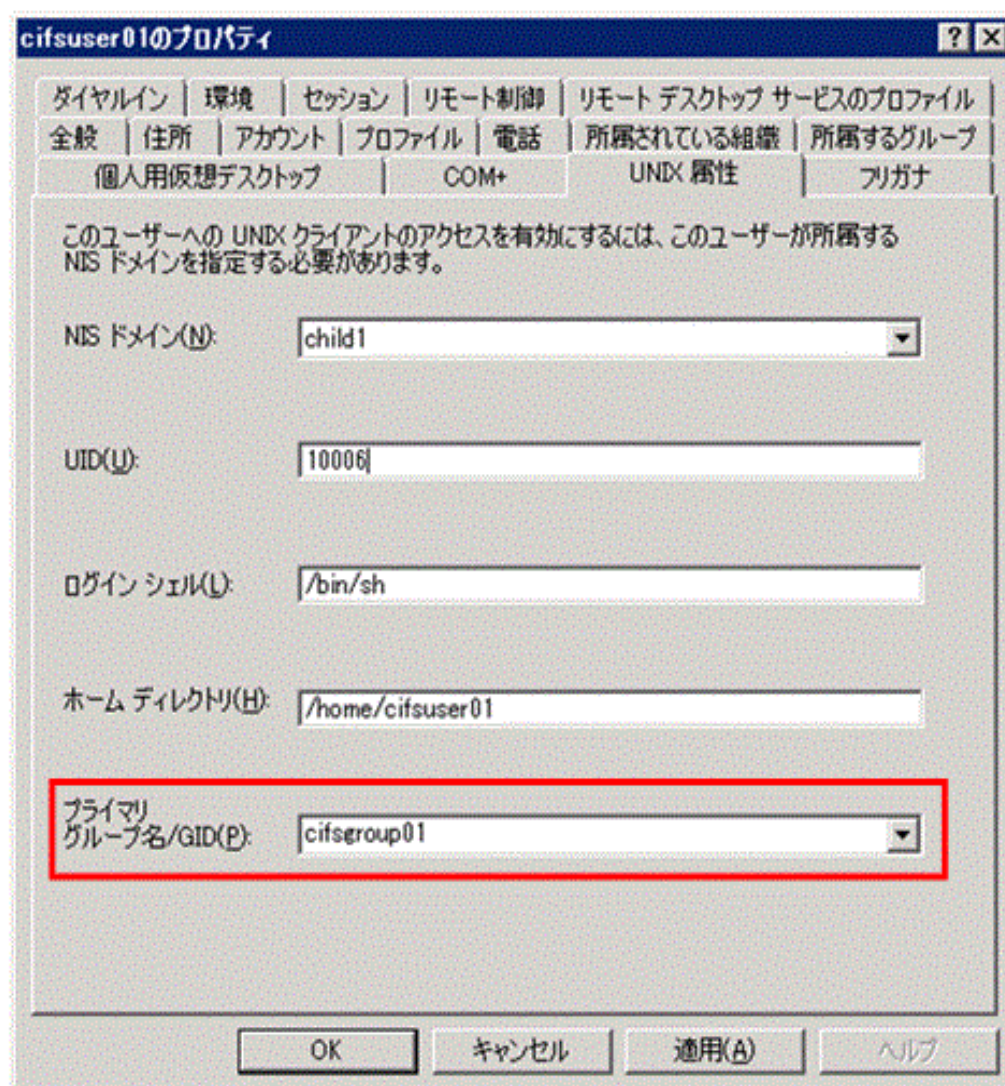 cifsuser01のプロパティ
ダイヤルイン 環境 セッション リモート制御 リモート デスクトップ サービスのプロファイル
全般 住所 アカウント プロファイル 電話 所属されている組織 所属するグループ
個人用仮想デスクトップ COM+ UNIX 属性 フリガナ
このユーザーへの UNIX クライアントのアクセスを有効にするには、このユーザーが所属する
NIS ドメインを指定する必要があります。
NIS ドメイン(N): child1
UID(U): 10006
ログイン シェル(L): /bin/sh
ホーム ディレクトリ(H): /home/cifsuser01
プライマリ
グループ名/GID(P): cifsgroup01
OK キャンセル 適用(A) ヘルプ